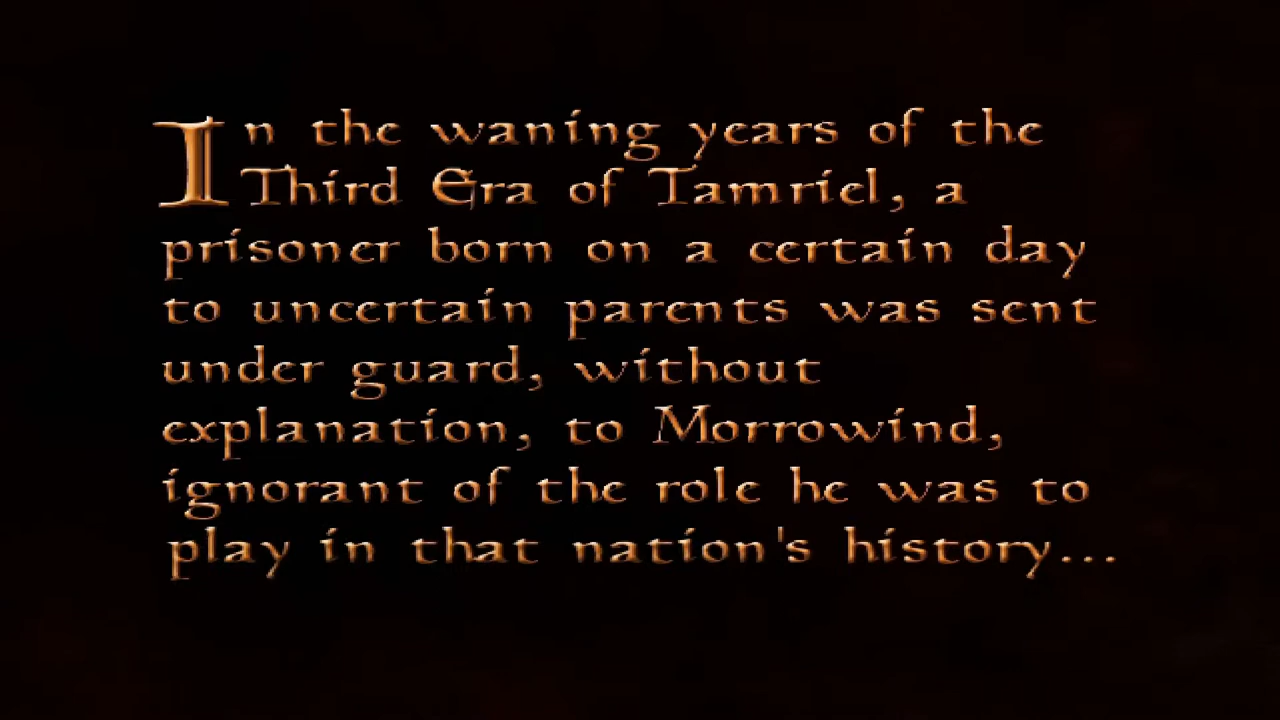 In the waning years of the
Third Era of Tamriel, a
prisoner born on a certain day
to uncertain parents was sent
under guard, without
explanation, to Morrowind,
ignorant of the role he was to
play in that nation's history...